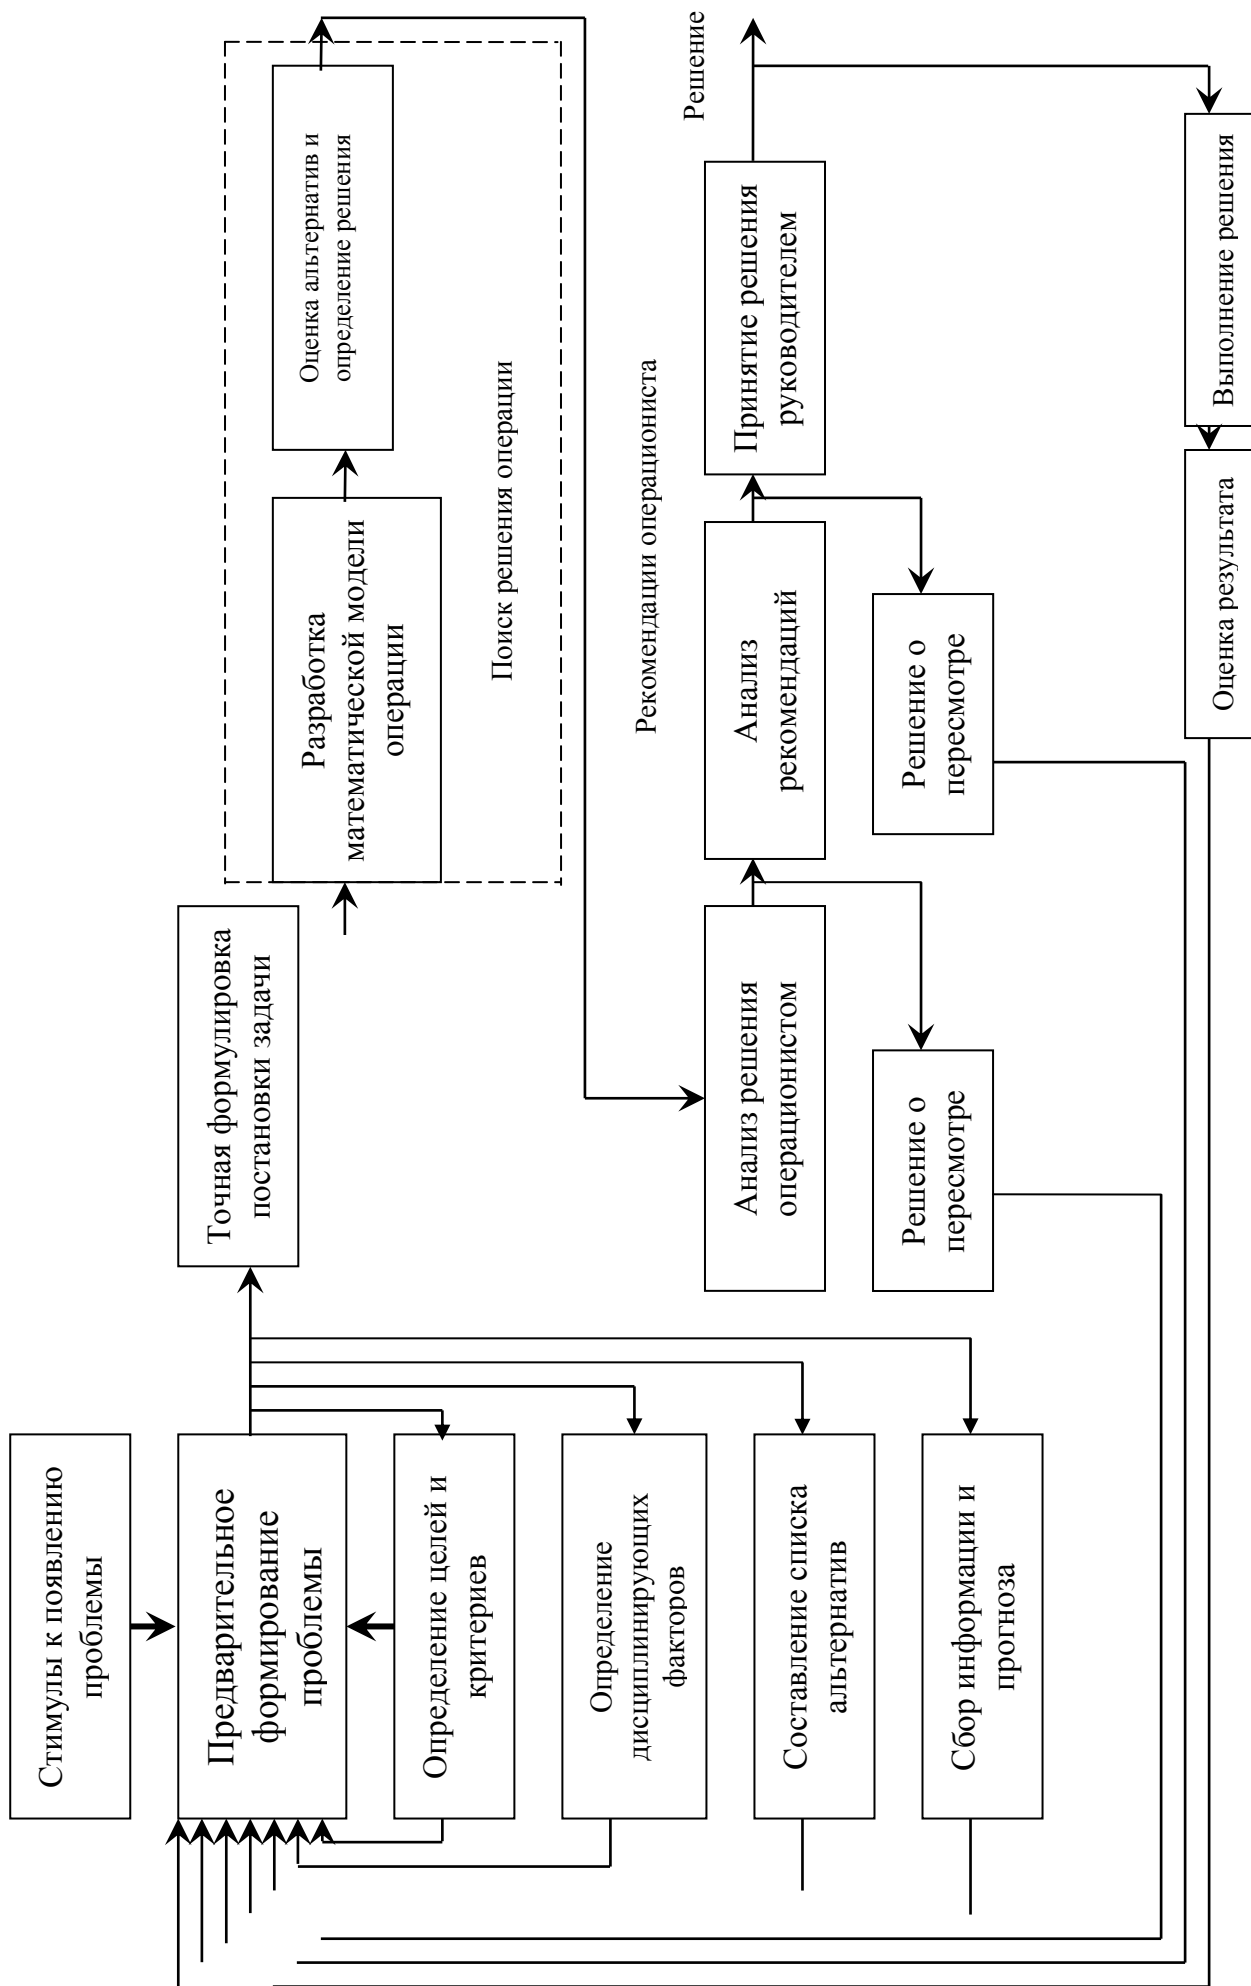 Стимулы к появлению
проблемы
Предварительное
формирование
проблемы
Определение целей и
критериев
Определение
дисциплинирующих
факторов
Составление списка
альтернатив
Сбор информации и
прогноза
Точная формулировка
постановки задачи
Разработка
математической модели
операции
Оценка альтернатив и
определение решения
Поиск решения операции
Анализ решения
операционистом
Решение о
пересмотре
Рекомендации операциониста
Анализ
рекомендаций
Решение о
пересмотре
Принятие решения
руководителем
Решение
Выполнение решения
Оценка результата